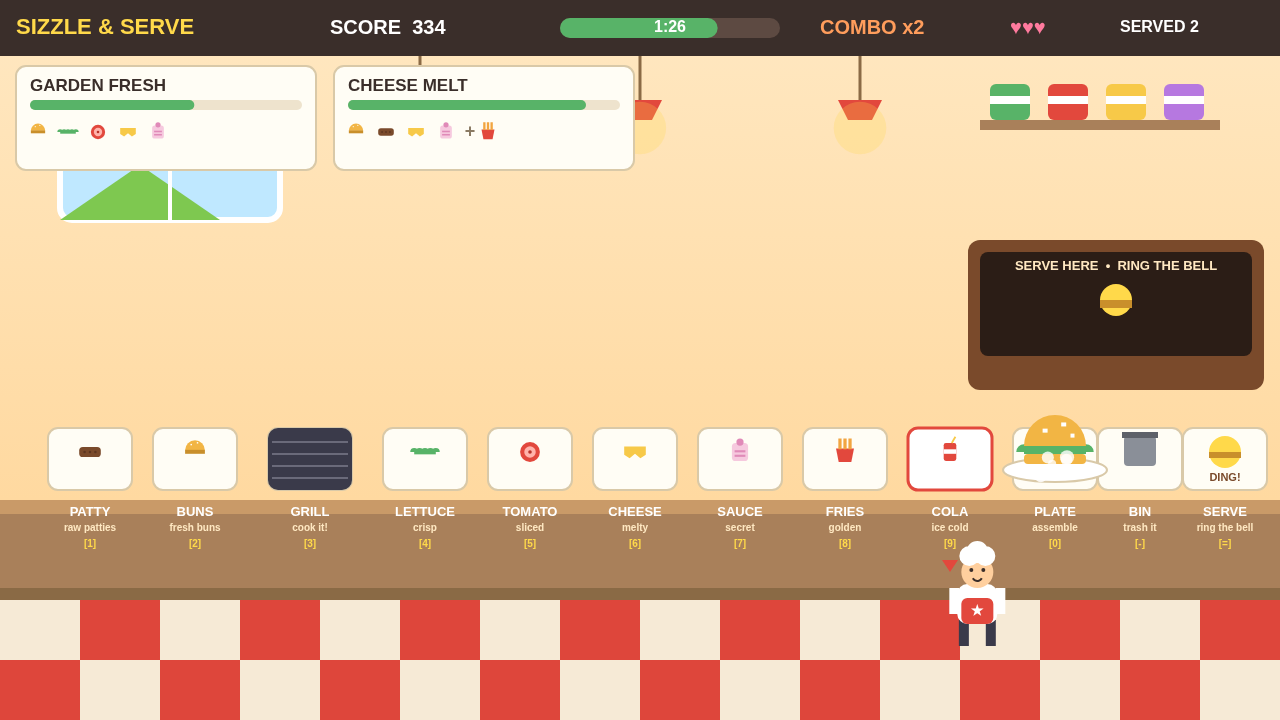 SIZZLE & SERVE
SCORE 334
1:26
COMBO x2
♥♥♥
SERVED 2
GARDEN FRESH
CHEESE MELT
+
SERVE HERE • RING THE BELL
DING!
PATTY
raw patties
[1]
BUNS
fresh buns
[2]
GRILL
cook it!
[3]
LETTUCE
crisp
[4]
TOMATO
sliced
[5]
CHEESE
melty
[6]
SAUCE
secret
[7]
FRIES
golden
[8]
COLA
ice cold
[9]
PLATE
assemble
[0]
BIN
trash it
[-]
SERVE
ring the bell
[=]